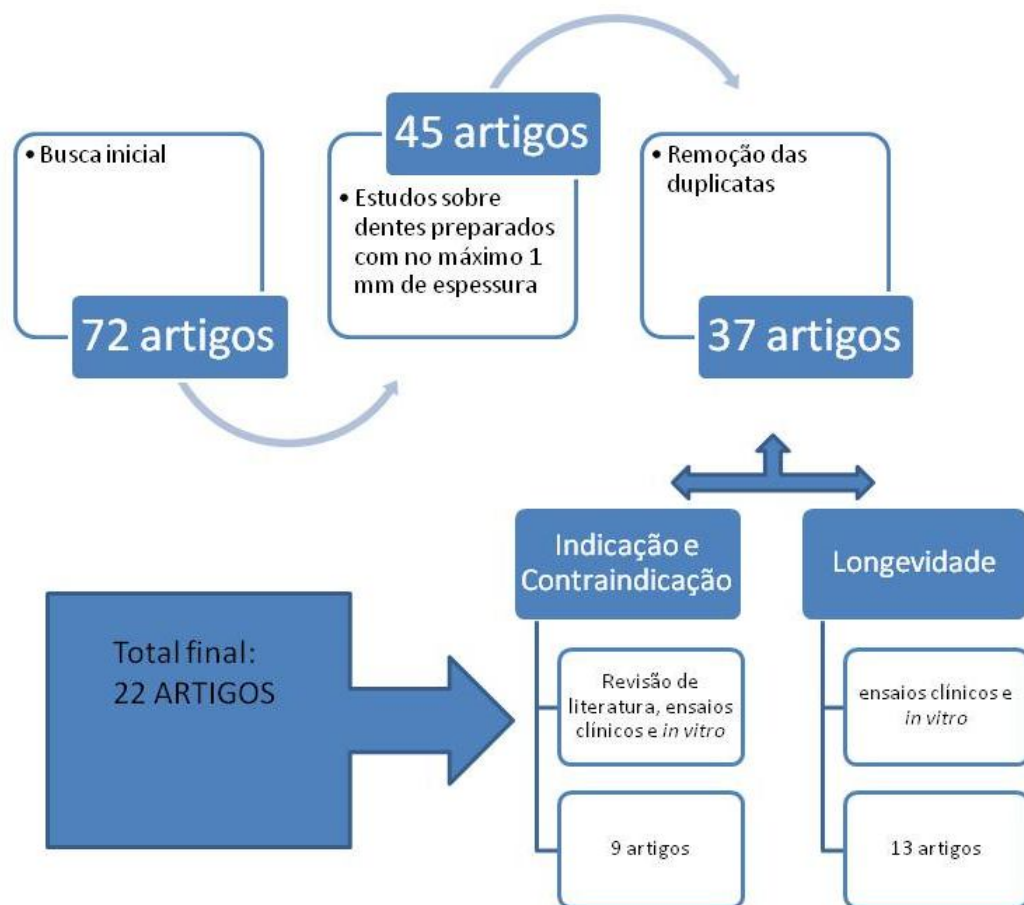 • Busca inicial
72 artigos
45 artigos
• Estudos sobre
dentes preparados
com no máximo 1
mm de espessura
• Remoção das
duplicatas
37 artigos
Total final:
22 ARTIGOS
Indicação e
Contraindicação
Revisão de
literatura, ensaios
clínicos e in vitro
9 artigos
Longevidade
ensaios clínicos e
in vitro
13 artigos